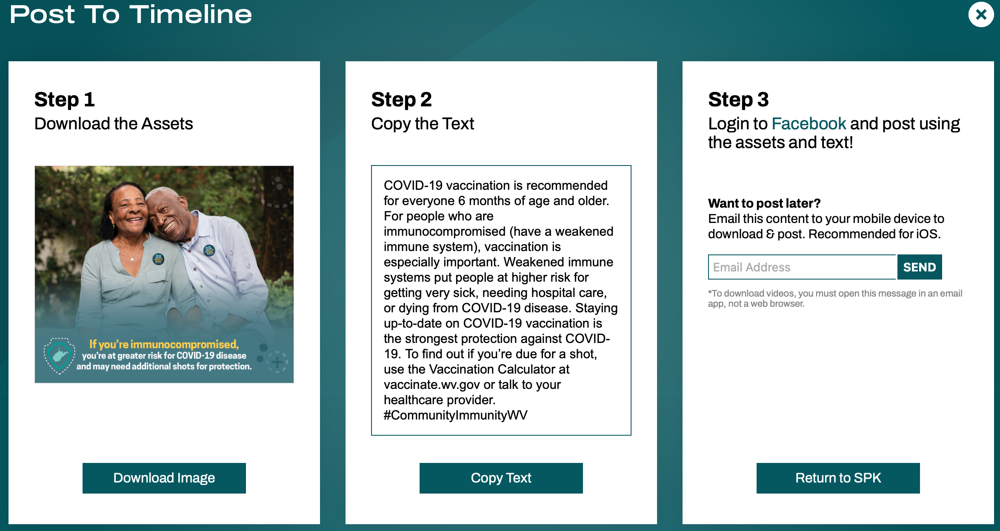 Post To Timeline
Step 1
Download the Assets
If you’re immunocompromised,
you’re at greater risk for COVID-19 disease
and may need additional shots for protection.
Download Image
Step 2
Copy the Text
COVID-19 vaccination is recommended
for everyone 6 months of age and older.
For people who are
immunocompromised (have a weakened
immune system), vaccination is
especially important. Weakened immune
systems put people at higher risk for
getting very sick, needing hospital care,
or dying from COVID-19 disease. Staying
up-to-date on COVID-19 vaccination is
the strongest protection against COVID-
19. To find out if you’re due for a shot,
use the Vaccination Calculator at
vaccinate.wv.gov or talk to your
healthcare provider.
#CommunityImmunityWV
Copy Text
Step 3
Login to Facebook and post using
the assets and text!
Want to post later?
Email this content to your mobile device to
download & post. Recommended for iOS.
Email Address
SEND
*To download videos, you must open this message in an email
app, not a web browser.
Return to SPK